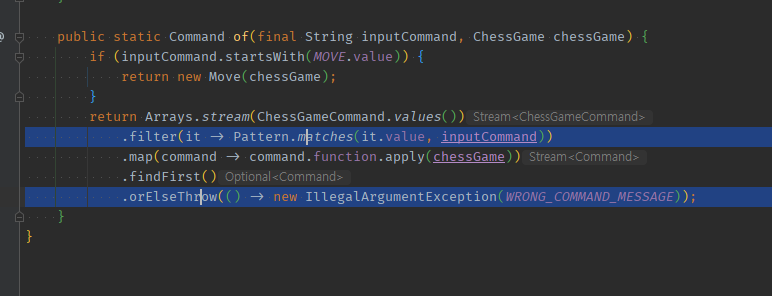 public static Command of(final String inputCommand, ChessGame chessGame) {
if (inputCommand.startsWith(MOVE.value)) {
return new Move(chessGame);
}
return Arrays.stream(ChessGameCommand.values()) Stream<ChessGameCommand>
.filter(it -> Pattern.matches(it.value, inputCommand))
.map(command -> command.function.apply(chessGame)) Stream<Command>
.findFirst() Optional<Command>
.orElseThrow(() -> new IllegalArgumentException(WRONG_COMMAND_MESSAGE));
}
}